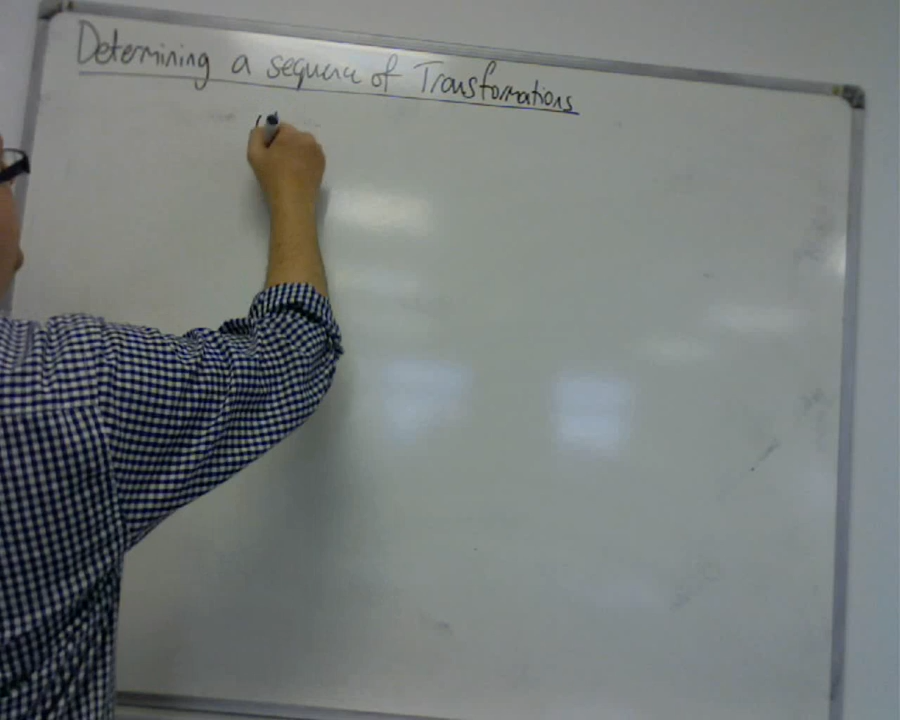 Determining a sequence of Transformations